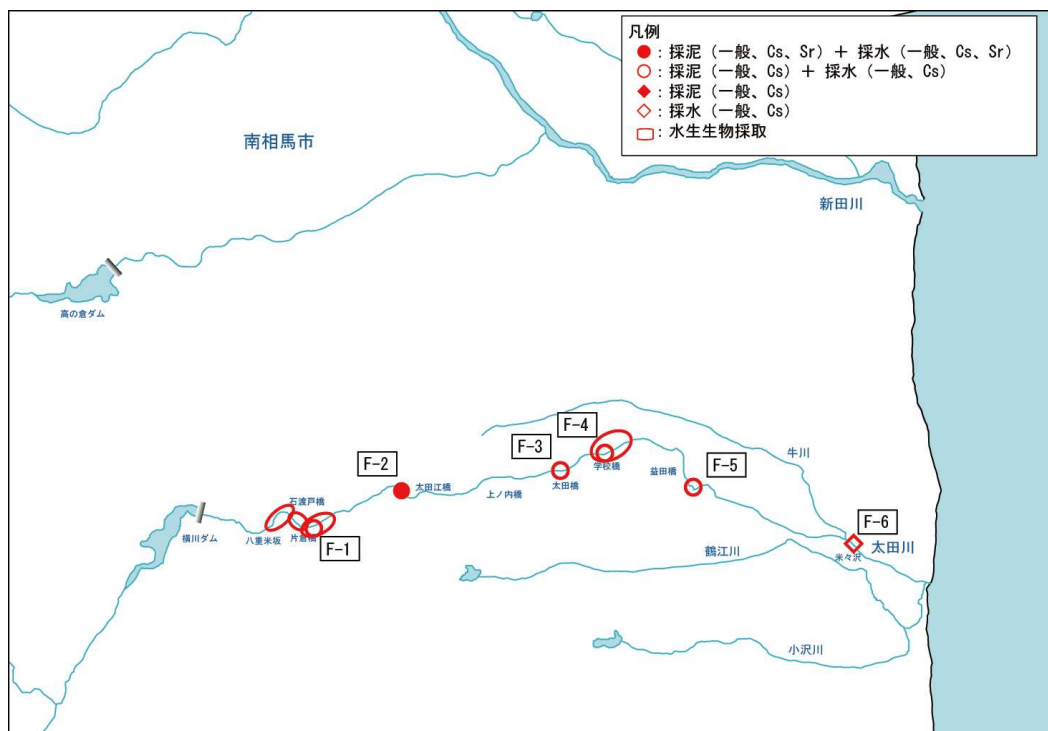 凡例
: 採泥（一般、Cs、Sr）＋ 採水（一般、Cs、Sr）
: 採泥（一般、Cs）＋ 採水（一般、Cs）
: 採泥（一般、Cs）
: 採水（一般、Cs）
: 水生生物採取
南相馬市
新田川
高の倉ダム
F-4
F-3
学校橋
太田橋
益田橋
F-5
牛川
F-2
太田江橋
上ノ内橋
石渡戸橋
横川ダム
八重米坂
片倉橋
F-1
F-6
太田川
米々沢
鶴江川
小沢川